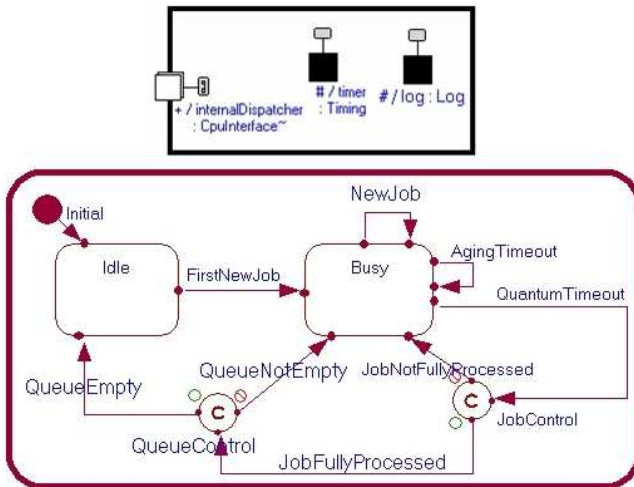 + / internalDispatcher
: CpuInterface~
# / timer
: Timing
# / log : Log
Initial
NewJob
Idle
FirstNewJob
Busy
AgingTimeout
QuantumTimeout
QueueEmpty
QueueNotEmpty
JobNotFullyProcessed
C
C
QueueControl
JobControl
JobFullyProcessed